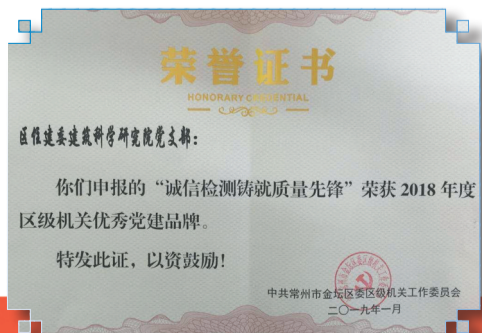 荣誉证书
HONORARY CREDENTIAL
区住建委建筑科学研究院党支部：
你们申报的“诚信检测铸就质量先锋”荣获 2018 年度
区级机关优秀党建品牌。
特发此证，以资鼓励！
中共常州市金坛区委区级机关工作委员会
二〇一九年一月